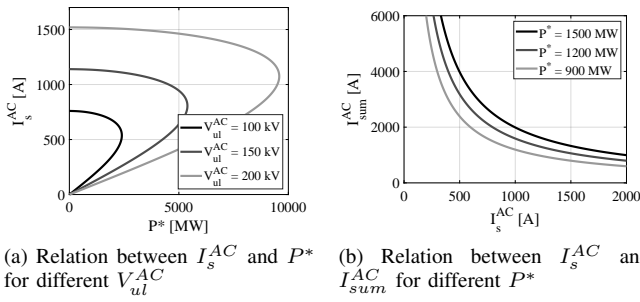 1500
1000
500
0
I_s^AC [A]
V_ul^AC = 100 kV
V_ul^AC = 150 kV
V_ul^AC = 200 kV
0 5000 10000
P* [MW]
6000
4000
2000
0
I_sum^AC [A]
P* = 1500 MW
P* = 1200 MW
P* = 900 MW
0 500 1000 1500 2000
I_s^AC [A]
(a) Relation between I_s^AC and P*
for different V_ul^AC
(b) Relation between I_s^AC an
I_sum^AC for different P*